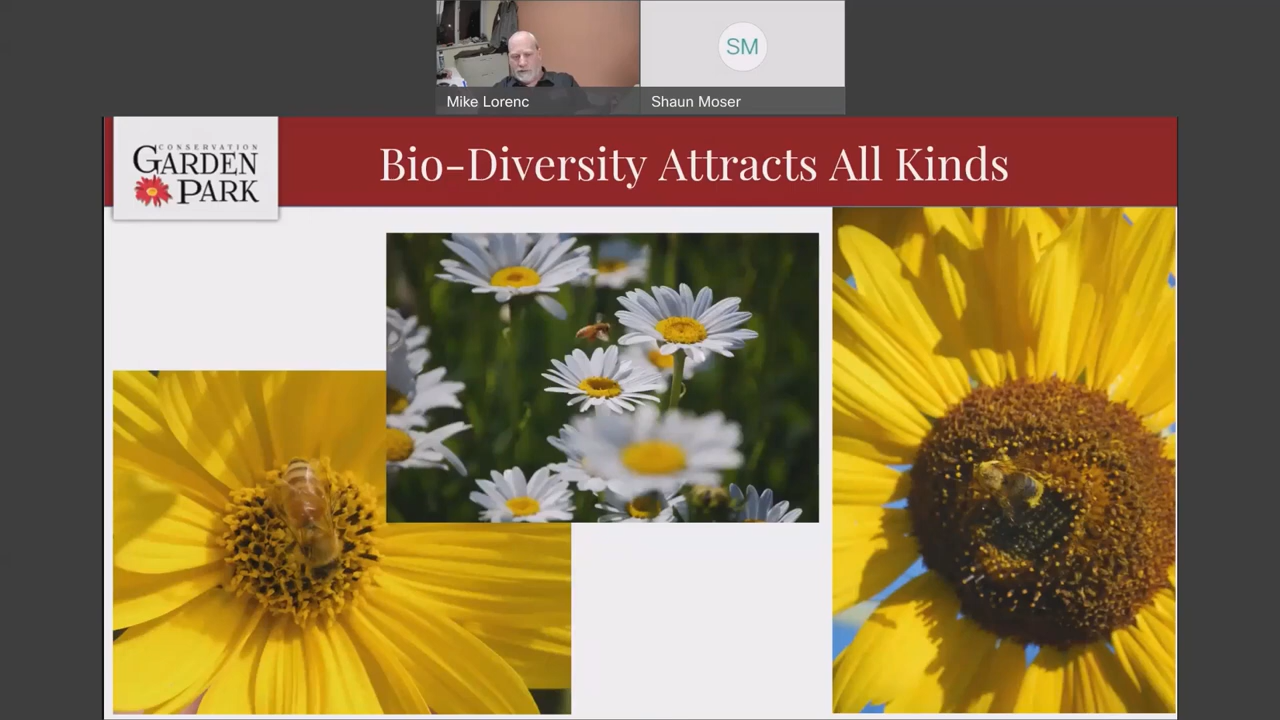 SM
Mike Lorenc
Shaun Moser
CONSERVATION
GARDEN
PARK
Bio-Diversity Attracts All Kinds